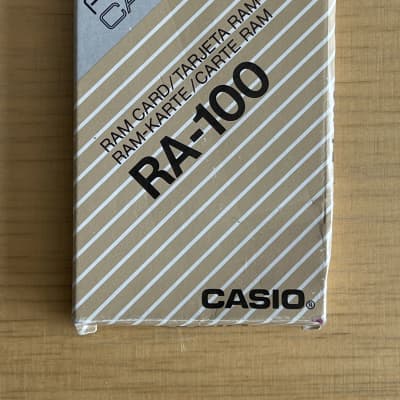 RAM CARD/TARJETA RAM
RAM-KARTE/CARTE RAM
RA-100
CASIO®